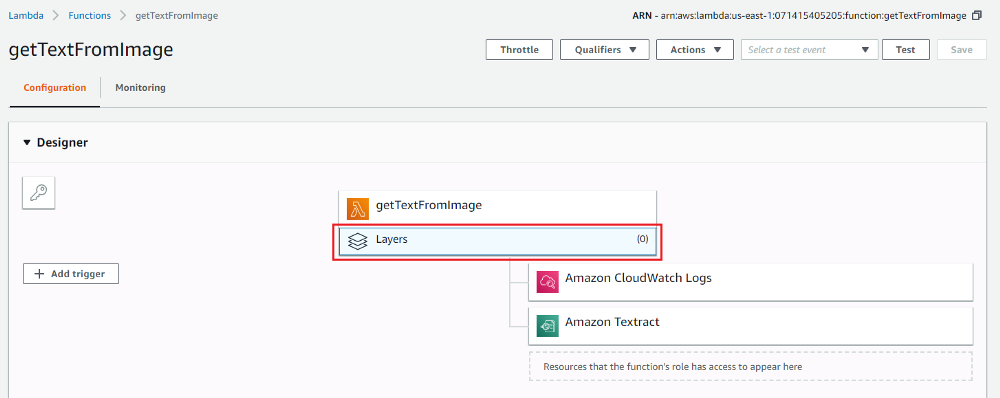 Lambda > Functions > getTextFromImage
ARN - arn:aws:lambda:us-east-1:071415405205:function:getTextFromImage
getTextFromImage
Throttle Qualifiers Actions Select a test event Test Save
Configuration Monitoring
Designer
getTextFromImage
Layers (0)
Add trigger
Amazon CloudWatch Logs
Amazon Textract
Resources that the function's role has access to appear here